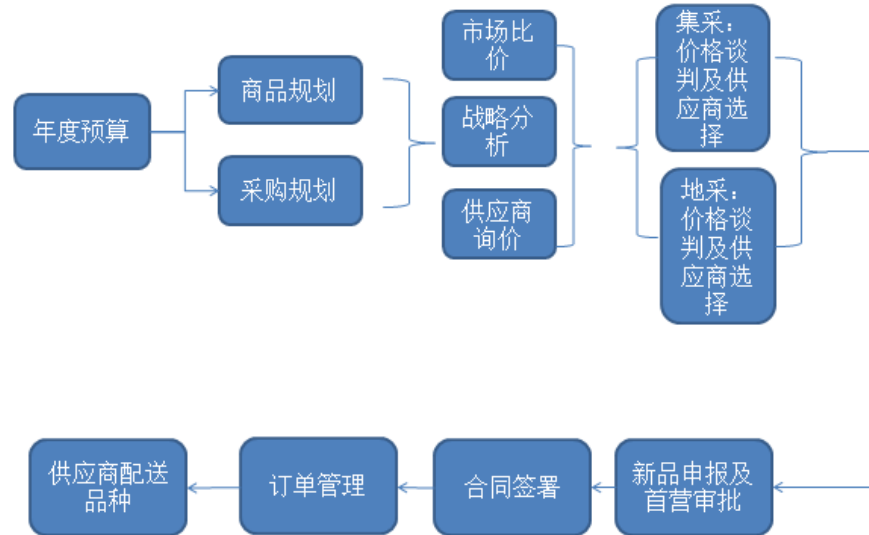 年度预算
商品规划
采购规划
市场比
价
战略分
析
供应商
询价
集采：
价格谈
判及供
应商选
择
地采：
价格谈
判及供
应商选
择
供应商配送
品种
订单管理
合同签署
新品申报及
首营审批